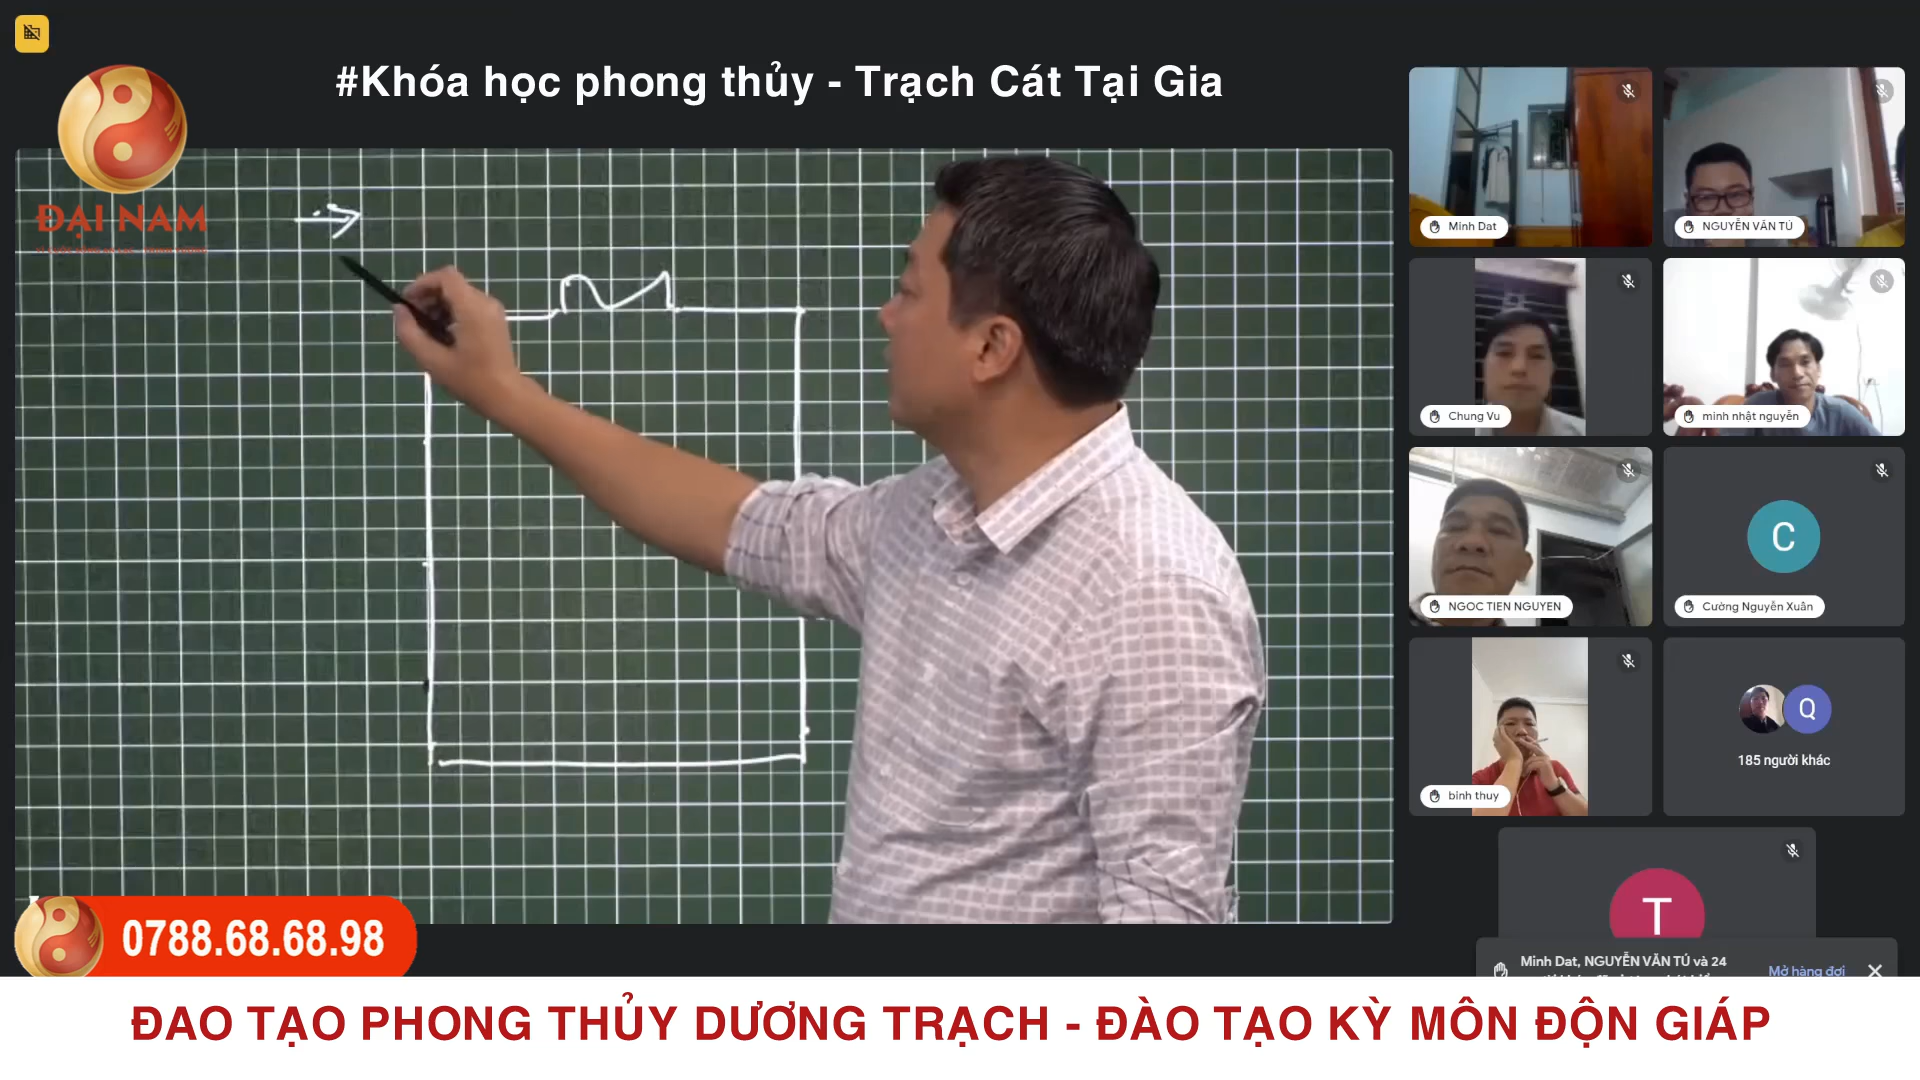 #Khóa học phong thủy - Trạch Cát Tại Gia
ĐẠI NAM
Minh Dat
NGUYỄN VĂN TÚ
Chung Vu
minh nhật nguyễn
NGOC TIEN NGUYEN
C
Cường Nguyễn Xuân
binh thuy
Q
185 người khác
T
Minh Dat, NGUYỄN VĂN TÚ và 24
Mở hàng đợi
0788.68.68.98
ĐAO TẠO PHONG THỦY DƯƠNG TRẠCH - ĐÀO TẠO KỲ MÔN ĐỘN GIÁP